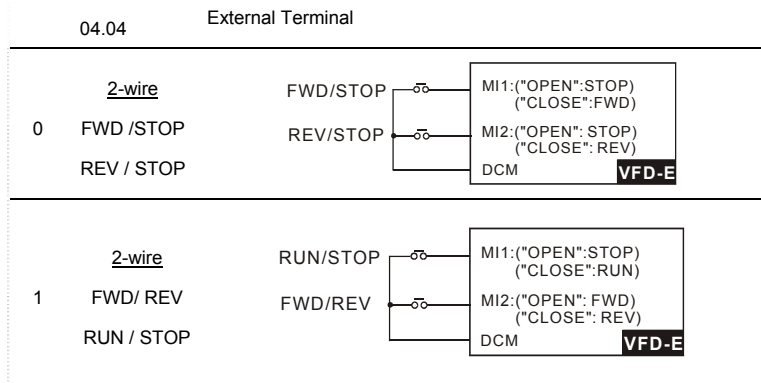 04.04 External Terminal
2-wire
0 FWD /STOP
REV / STOP
FWD/STOP
REV/STOP
MI1:("OPEN":STOP)
("CLOSE":FWD)
MI2:("OPEN": STOP)
("CLOSE": REV)
DCM
VFD-E
2-wire
1 FWD/ REV
RUN / STOP
RUN/STOP
FWD/REV
MI1:("OPEN":STOP)
("CLOSE":RUN)
MI2:("OPEN": FWD)
("CLOSE": REV)
DCM
VFD-E